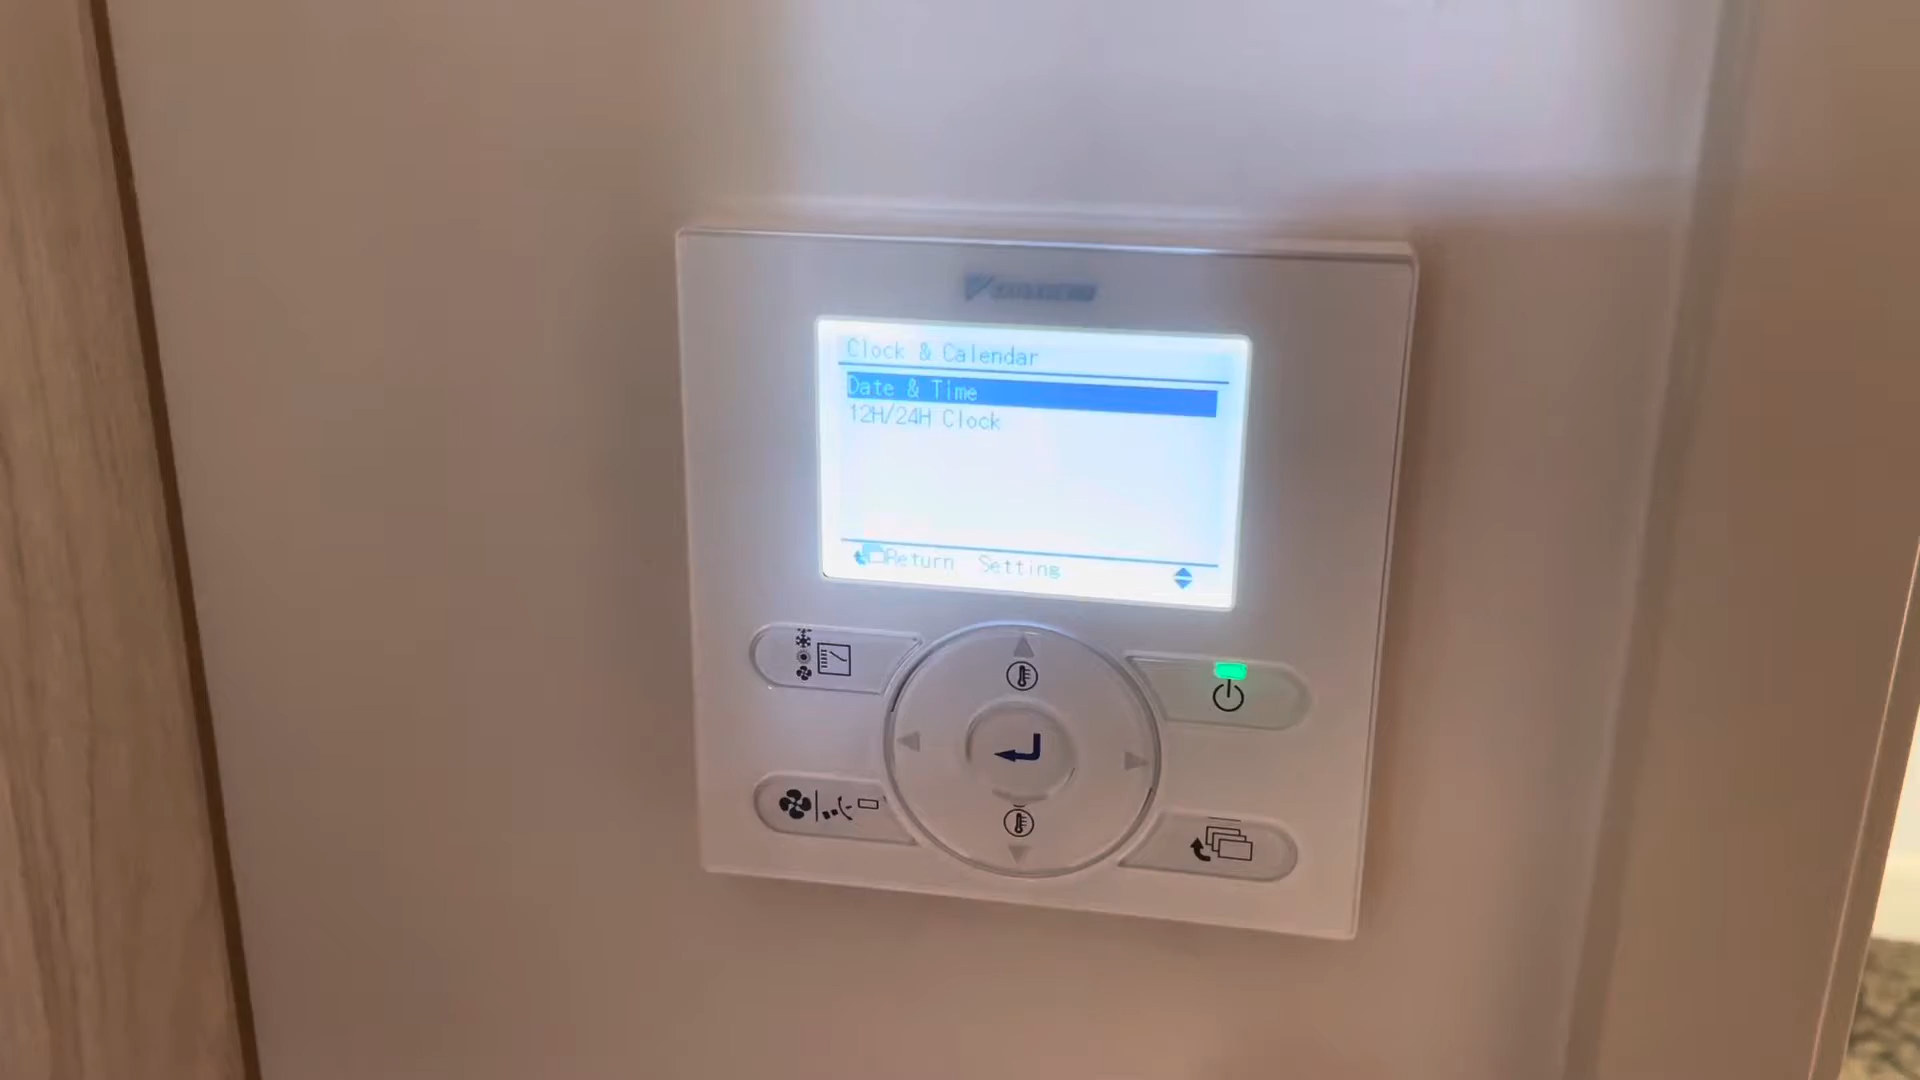 Clock & Calendar
Date & Time
12H/24H Clock
Return Setting